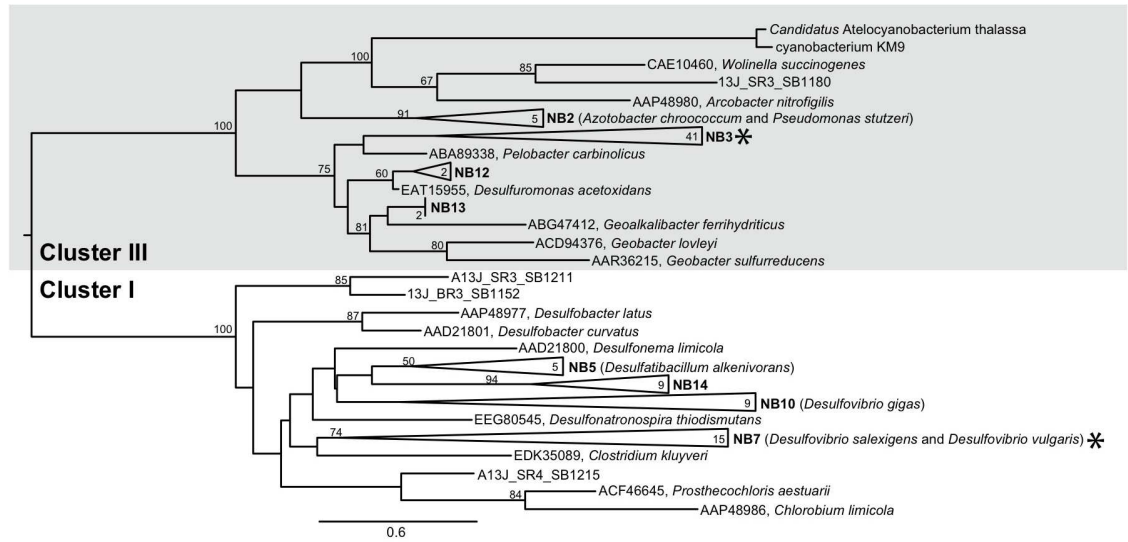 100
Candidatus Atelocyanobacterium thalassa
cyanobacterium KM9
85
CAE10460, Wolinella succinogenes
67
13J_SR3_SB1180
AAP48980, Arcobacter nitrofigilis
91
5
NB2 (Azotobacter chroococcum and Pseudomonas stutzeri)
100
41
NB3*
ABA89338, Pelobacter carbinolicus
75
60
2
NB12
EAT15955, Desulfuromonas acetoxidans
2
NB13
81
ABG47412, Geoalkalibacter ferrihydriticus
80
ACD94376, Geobacter lovleyi
AAR36215, Geobacter sulfurreducens
Cluster III
Cluster I
85
A13J_SR3_SB1211
13J_BR3_SB1152
100
87
AAP48977, Desulfobacter latus
AAD21801, Desulfobacter curvatus
AAD21800, Desulfonema limicola
50
5
NB5 (Desulfatibacillum alkenivorans)
94
9
NB14
9
NB10 (Desulfovibrio gigas)
EEG80545, Desulfonatronospira thiodismutans
74
15
NB7 (Desulfovibrio salexigens and Desulfovibrio vulgaris)*
EDK35089, Clostridium kluyveri
A13J_SR4_SB1215
84
ACF46645, Prosthecochloris aestuarii
AAP48986, Chlorobium limicola
0.6